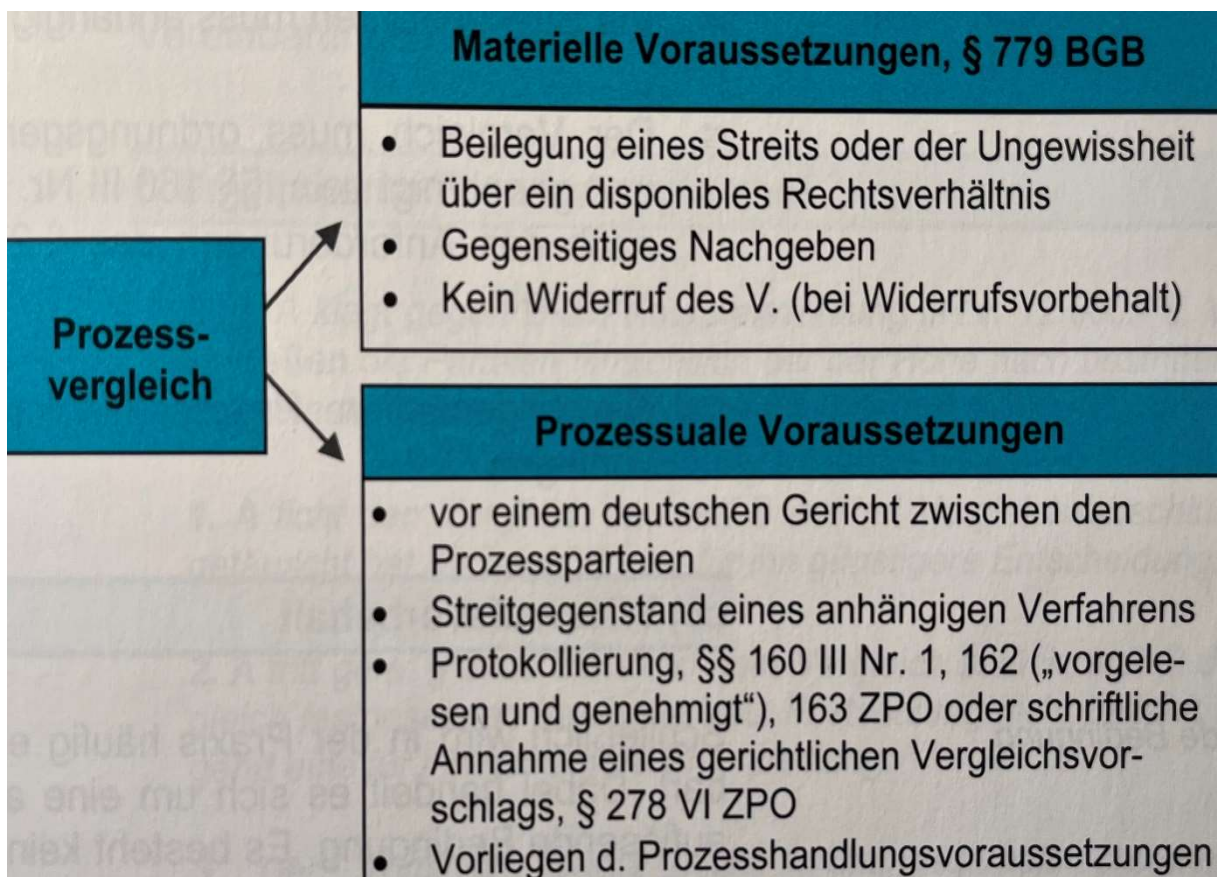 Materielle Voraussetzungen, § 779 BGB
• Beilegung eines Streits oder der Ungewissheit
über ein disponibles Rechtsverhältnis
• Gegenseitiges Nachgeben
• Kein Widerruf des V. (bei Widerrufsvorbehalt)
Prozess-
vergleich
Prozessuale Voraussetzungen
• vor einem deutschen Gericht zwischen den
Prozessparteien
• Streitgegenstand eines anhängigen Verfahrens
• Protokollierung, §§ 160 III Nr. 1, 162 („vorgele-
sen und genehmigt“), 163 ZPO oder schriftliche
Annahme eines gerichtlichen Vergleichsvor-
schlags, § 278 VI ZPO
• Vorliegen d. Prozesshandlungsvoraussetzungen